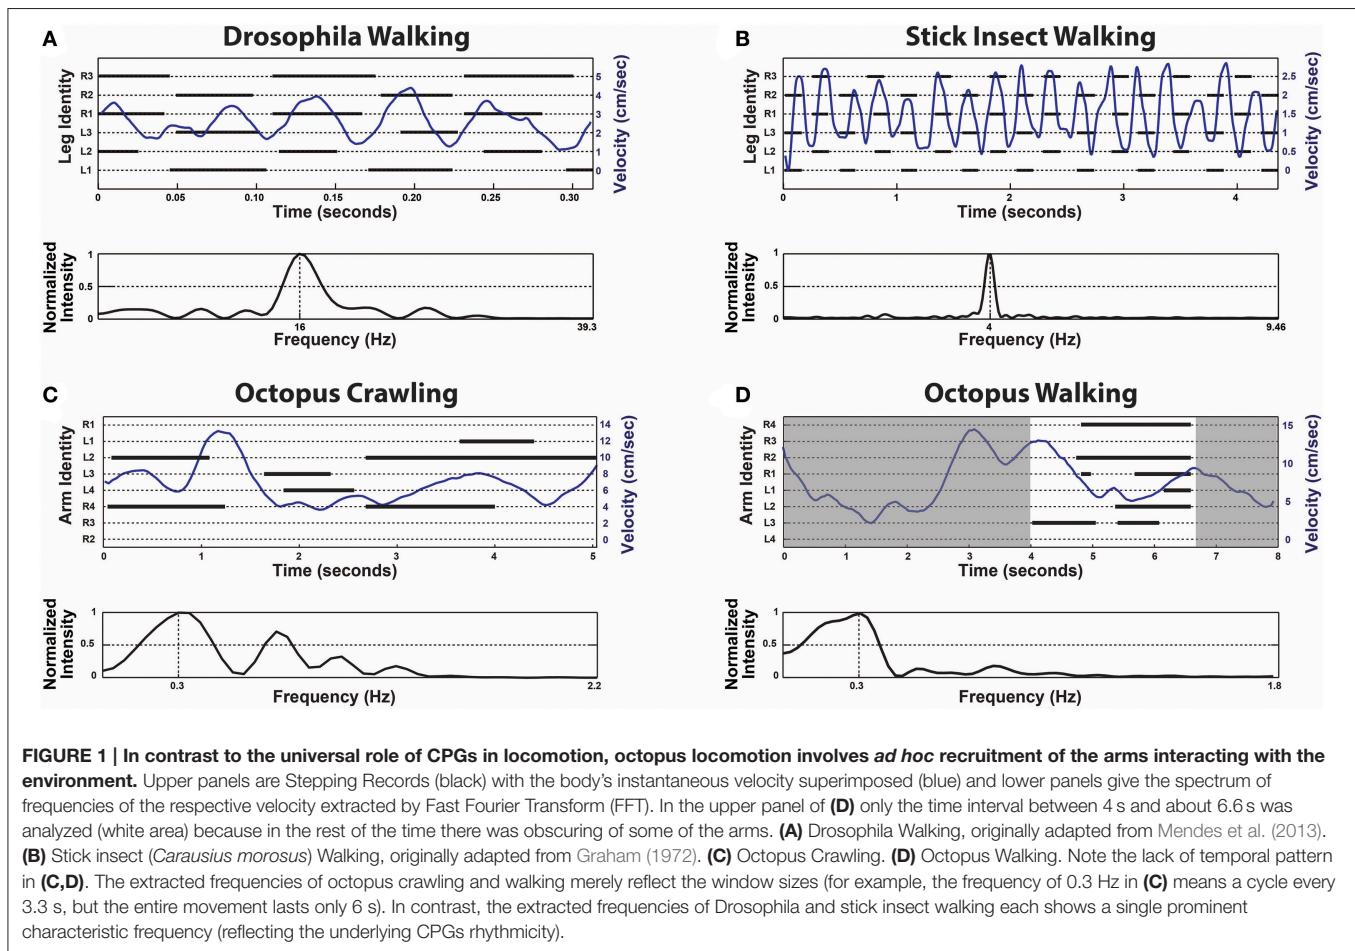 A
Drosophila Walking
Leg Identity
R3
R2
R1
L3
L2
L1
5
4
3
2
1
0
Velocity (cm/sec)
0 0.05 0.10 0.15 0.20 0.25 0.30
Time (seconds)
Normalized
Intensity
1
0.5
0
16 39.3
Frequency (Hz)
B
Stick Insect Walking
Leg Identity
R3
R2
R1
L3
L2
L1
2.5
2
1.5
1
0.5
0
Velocity (cm/sec)
0 1 2 3 4
Time (seconds)
Normalized
Intensity
1
0.5
0
4 9.46
Frequency (Hz)
C
Octopus Crawling
Arm Identity
R1
L1
L2
L3
L4
R4
R3
R2
14
12
10
8
6
4
2
0
Velocity (cm/sec)
0 1 2 3 4 5
Time (seconds)
Normalized
Intensity
1
0.5
0
0.3 2.2
Frequency (Hz)
D
Octopus Walking
Arm Identity
R4
R3
R2
R1
L1
L2
L3
L4
15
10
5
0
Velocity (cm/sec)
0 1 2 3 4 5 6 7 8
Time (seconds)
Normalized
Intensity
1
0.5
0
0.3 1.8
Frequency (Hz)
FIGURE 1 | In contrast to the universal role of CPGs in locomotion, octopus locomotion involves ad hoc recruitment of the arms interacting with the
environment. Upper panels are Stepping Records (black) with the body's instantaneous velocity superimposed (blue) and lower panels give the spectrum of
frequencies of the respective velocity extracted by Fast Fourier Transform (FFT). In the upper panel of (D) only the time interval between 4 s and about 6.6 s was
analyzed (white area) because in the rest of the time there was obscuring of some of the arms. (A) Drosophila Walking, originally adapted from Mendes et al. (2013).
(B) Stick insect (Carausius morosus) Walking, originally adapted from Graham (1972). (C) Octopus Crawling. (D) Octopus Walking. Note the lack of temporal pattern
in (C,D). The extracted frequencies of octopus crawling and walking merely reflect the window sizes (for example, the frequency of 0.3 Hz in (C) means a cycle every
3.3 s, but the entire movement lasts only 6 s). In contrast, the extracted frequencies of Drosophila and stick insect walking each shows a single prominent
characteristic frequency (reflecting the underlying CPGs rhythmicity).